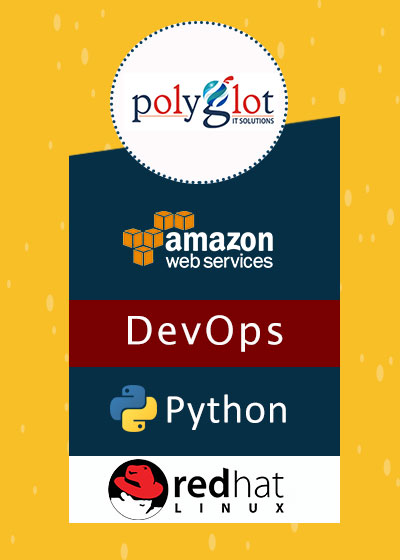 polyglot
IT SOLUTIONS
amazon
web services
DevOps
Python
redhat
LINUX